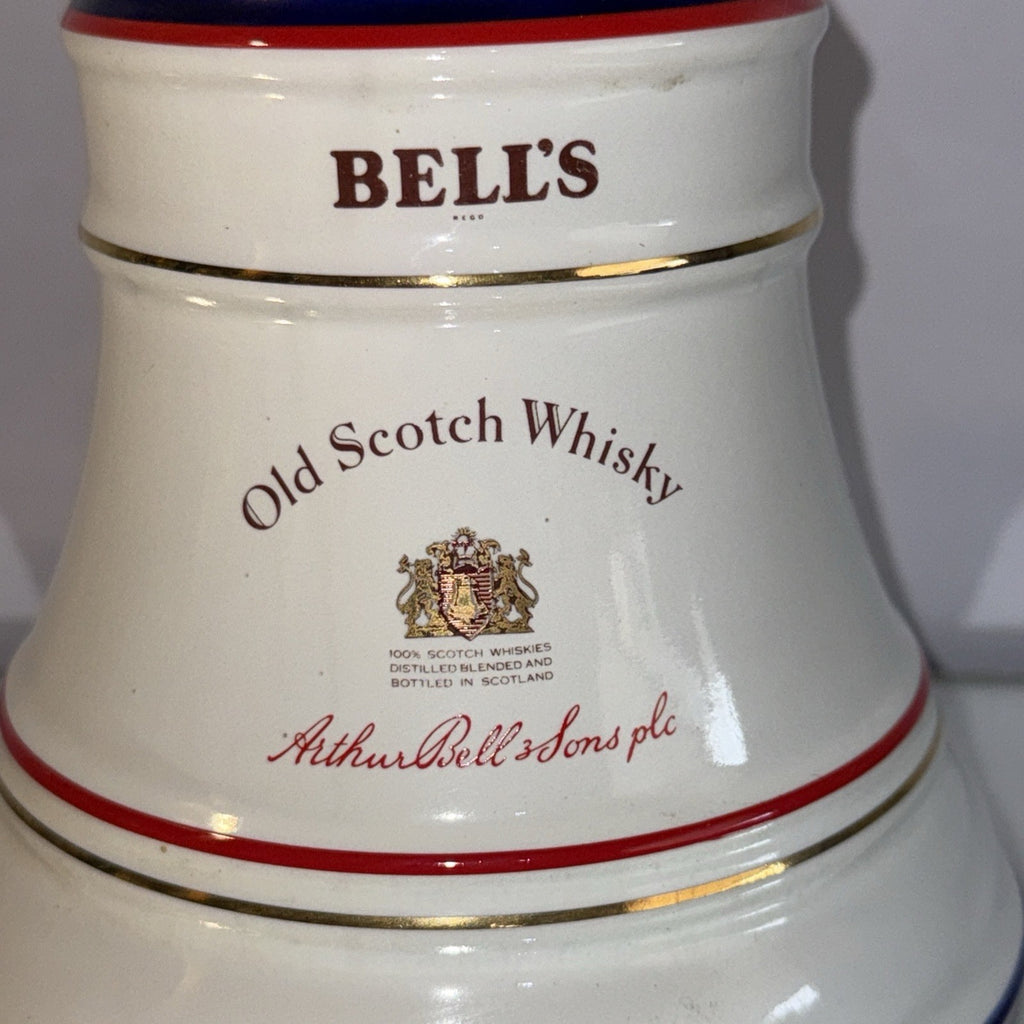 BELL'S
REGD
Old Scotch Whisky
100% SCOTCH WHISKIES
DISTILLED BLENDED AND
BOTTLED IN SCOTLAND
Arthur Bell & Sons plc